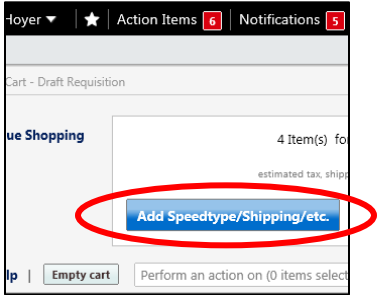 Hoyer ▼ | ★ | Action Items 6 | Notifications 5
Cart - Draft Requisition
ue Shopping
4 Item(s) fo
estimated tax, shipp
Add Speedtype/Shipping/etc.
lp | Empty cart Perform an action on (0 items select